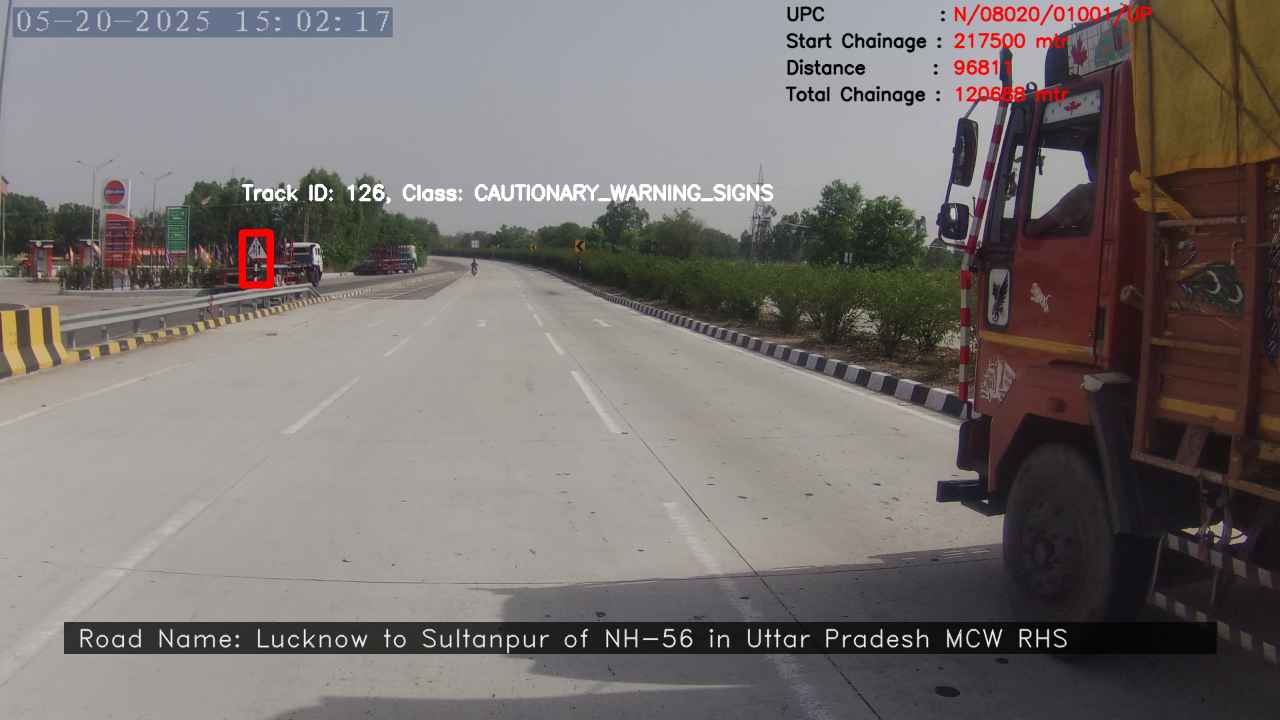 05-20-2025 15:02:17
UPC : N/08020/01001/UP
Start Chainage : 217500 mtr
Distance : 96811
Total Chainage : 120688 mtr
Track ID: 126, Class: CAUTIONARY_WARNING_SIGNS
Road Name: Lucknow to Sultanpur of NH-56 in Uttar Pradesh MCW RHS